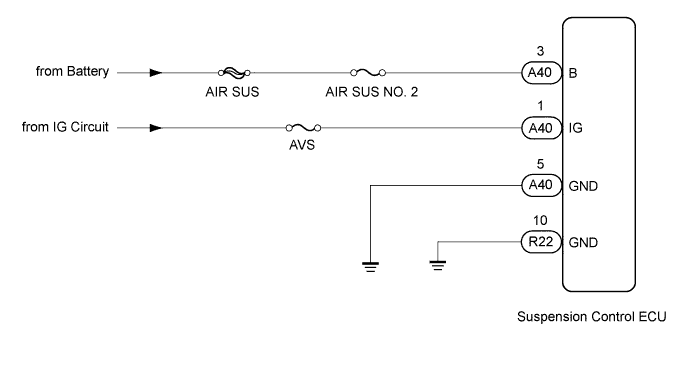 3
from Battery
A40
B
AIR SUS
AIR SUS NO. 2
1
from IG Circuit
A40
IG
AVS
5
A40
GND
10
R22
GND
Suspension Control ECU